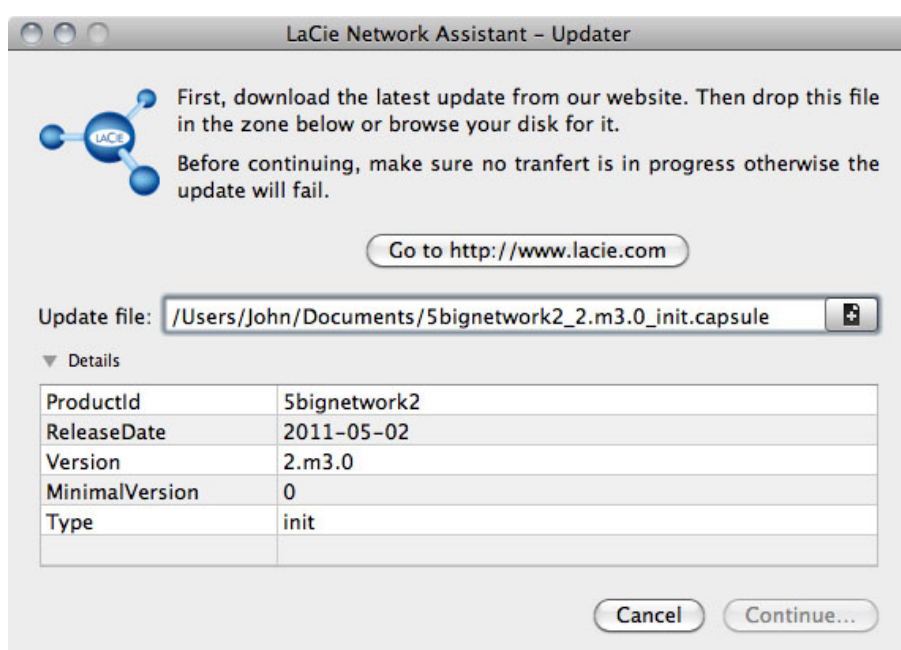 LaCie Network Assistant – Updater
First, download the latest update from our website. Then drop this file
in the zone below or browse your disk for it.
Before continuing, make sure no tranfert is in progress otherwise the
update will fail.
LACIE
Go to http://www.lacie.com
Update file: /Users/John/Documents/5bignetwork2_2.m3.0_init.capsule
Details
ProductId 5bignetwork2
ReleaseDate 2011-05-02
Version 2.m3.0
MinimalVersion 0
Type init
Cancel Continue...